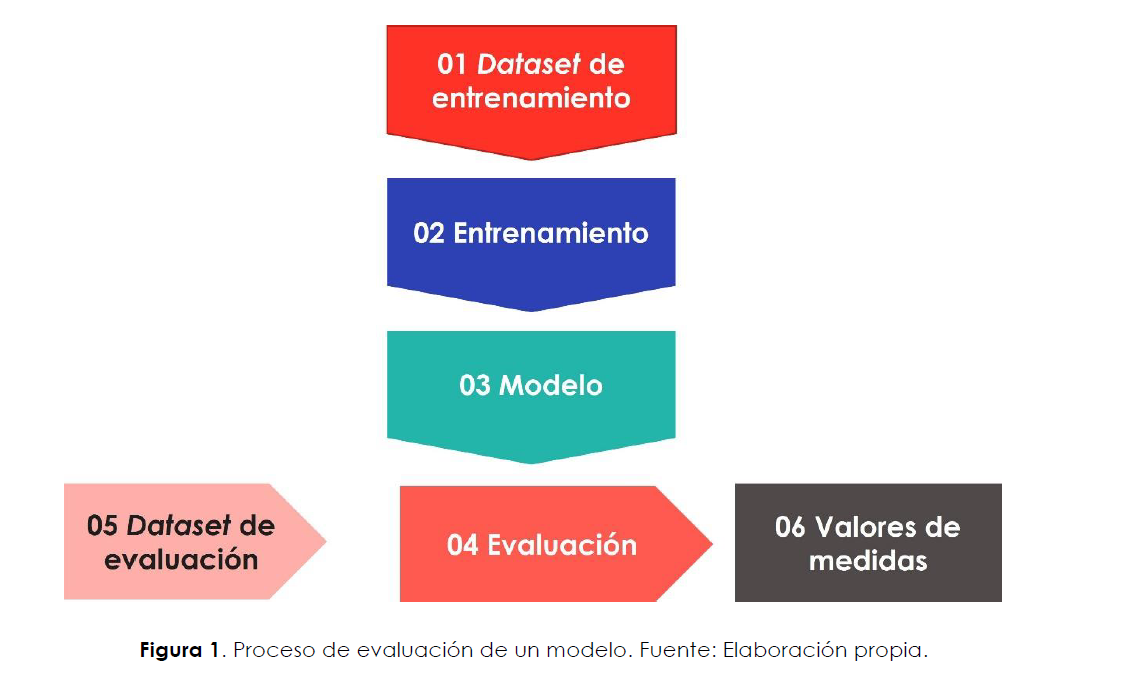 01 Dataset de
entrenamiento
02 Entrenamiento
03 Modelo
05 Dataset de
evaluación
04 Evaluación
06 Valores de
medidas
Figura 1. Proceso de evaluación de un modelo. Fuente: Elaboración propia.